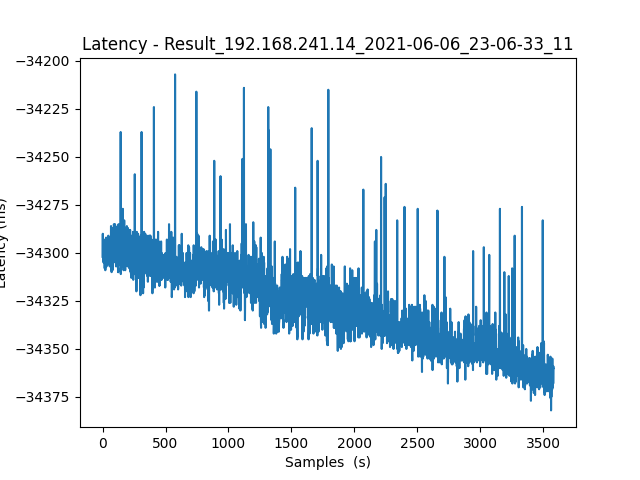 Latency - Result_192.168.241.14_2021-06-06_23-06-33_11
Latency (ms)
−34200
−34225
−34250
−34275
−34300
−34325
−34350
−34375
0 500 1000 1500 2000 2500 3000 3500
Samples (s)